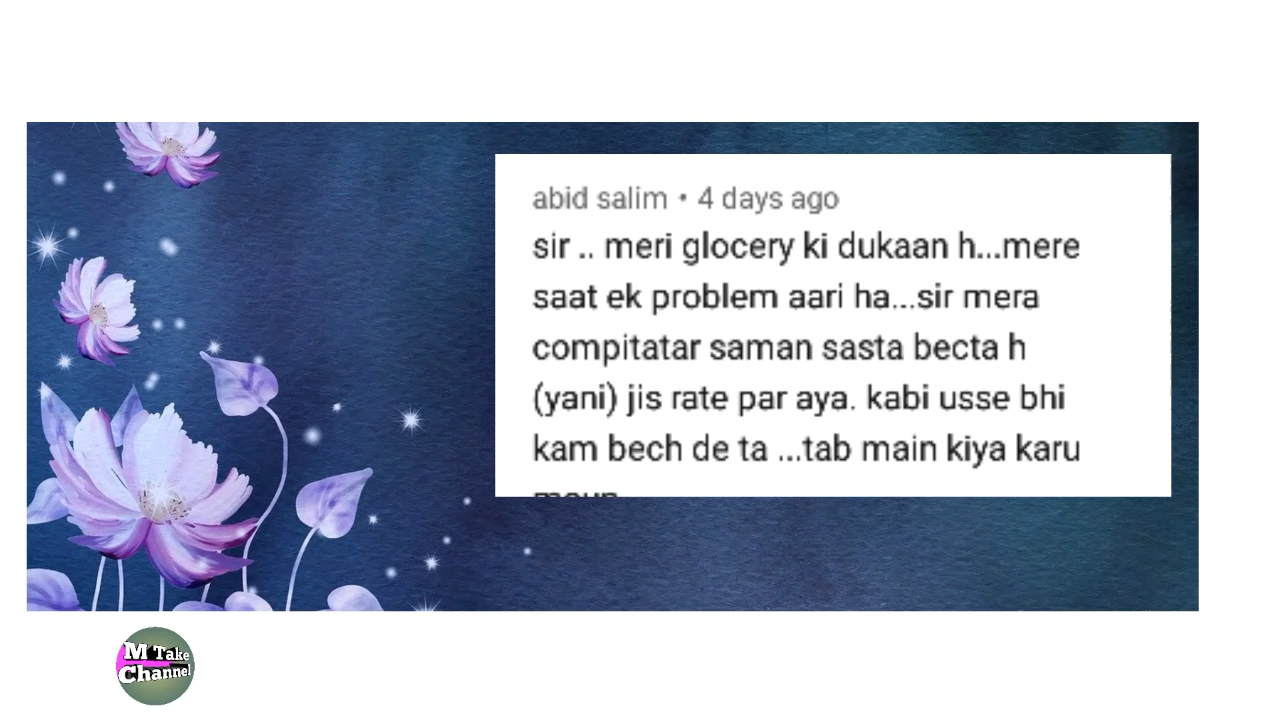 abid salim • 4 days ago
sir .. meri glocery ki dukaan h...mere
saat ek problem aari ha...sir mera
compitatar saman sasta becta h
(yani) jis rate par aya. kabi usse bhi
kam bech de ta ...tab main kiya karu
M Take
Channel